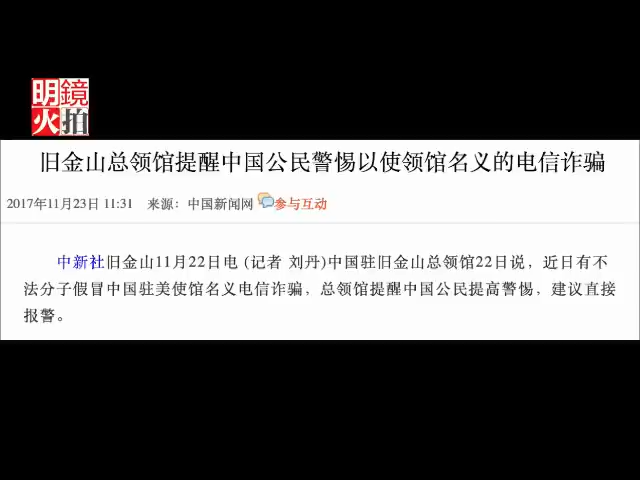 明鏡
火拍
旧金山总领馆提醒中国公民警惕以使领馆名义的电信诈骗
2017年11月23日 11:31 来源：中国新闻网 参与互动
中新社旧金山11月22日电 (记者 刘丹)中国驻旧金山总领馆22日说，近日有不
法分子假冒中国驻美使馆名义电信诈骗，总领馆提醒中国公民提高警惕，建议直接
报警。